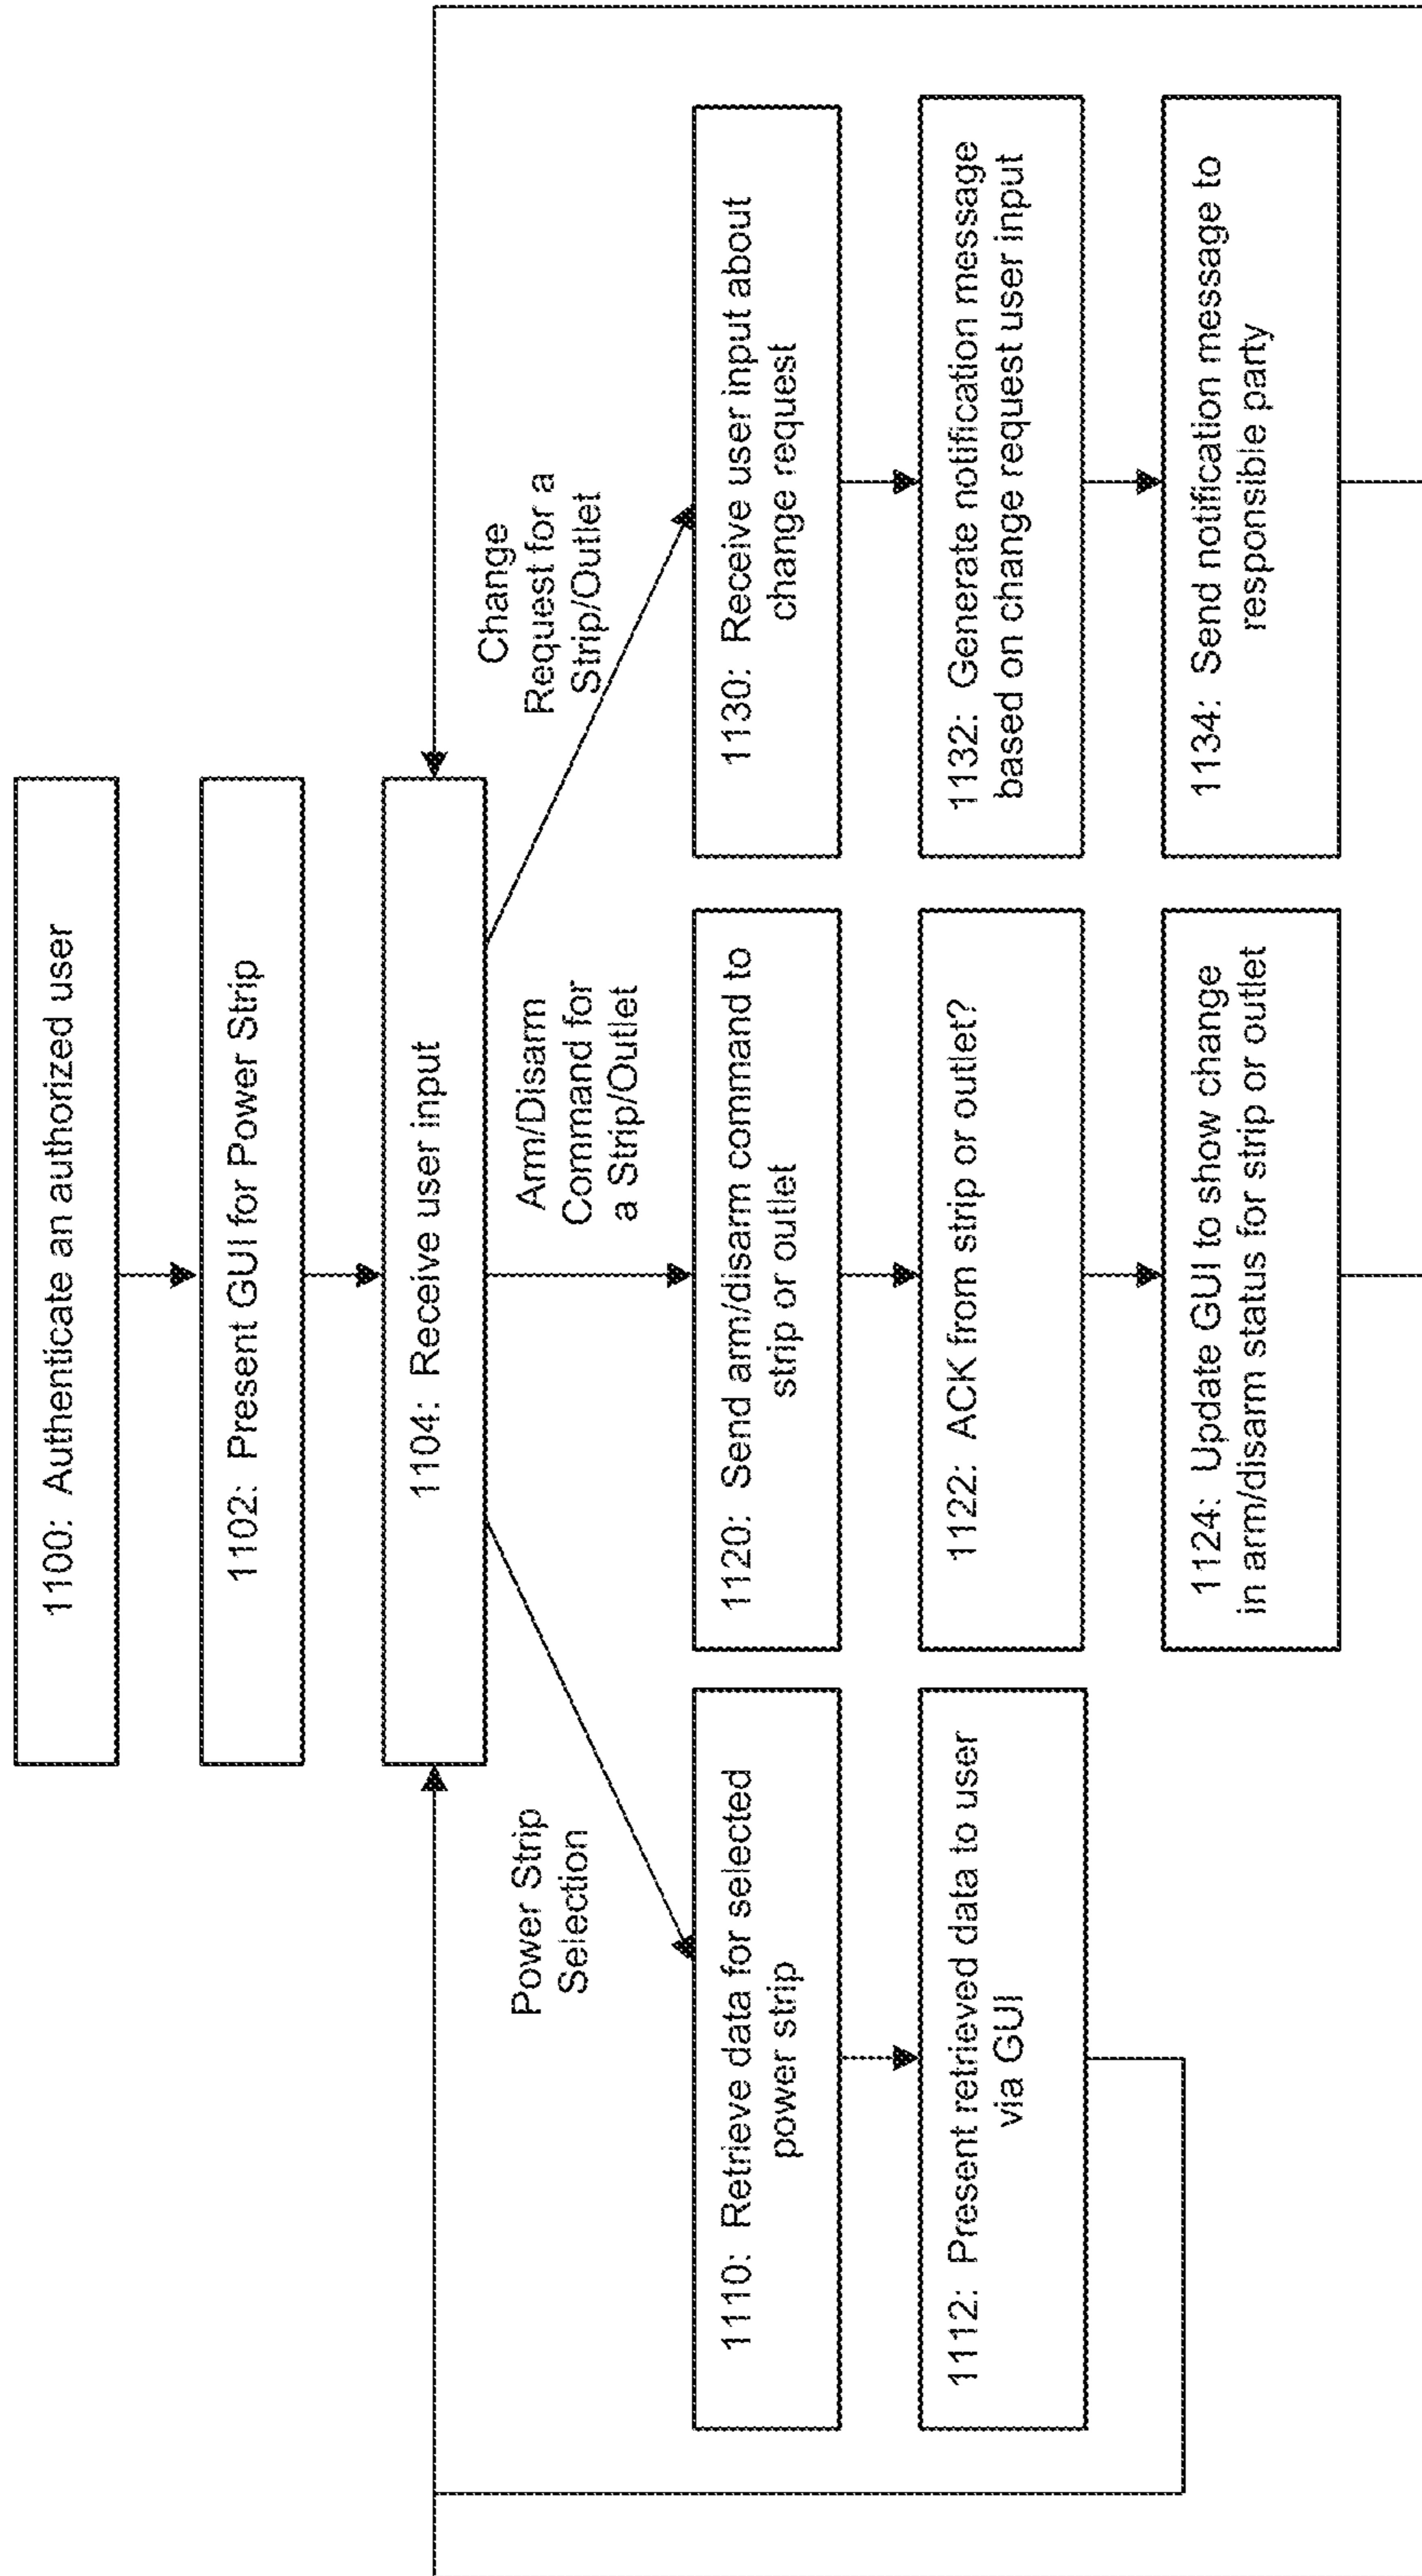 1100: Authenticate an authorized user
1102: Present GUI for Power Strip
1104: Receive user input
Power Strip
Selection
Arm/Disarm
Command for
a Strip/Outlet
Change
Request for a
Strip/Outlet
1110: Retrieve data for selected
power strip
1112: Present retrieved data to user
via GUI
1120: Send arm/disarm command to
strip or outlet
1122: ACK from strip or outlet?
1124: Update GUI to show change
in arm/disarm status for strip or outlet
1130: Receive user input about
change request
1132: Generate notification message
based on change request user input
1134: Send notification message to
responsible party